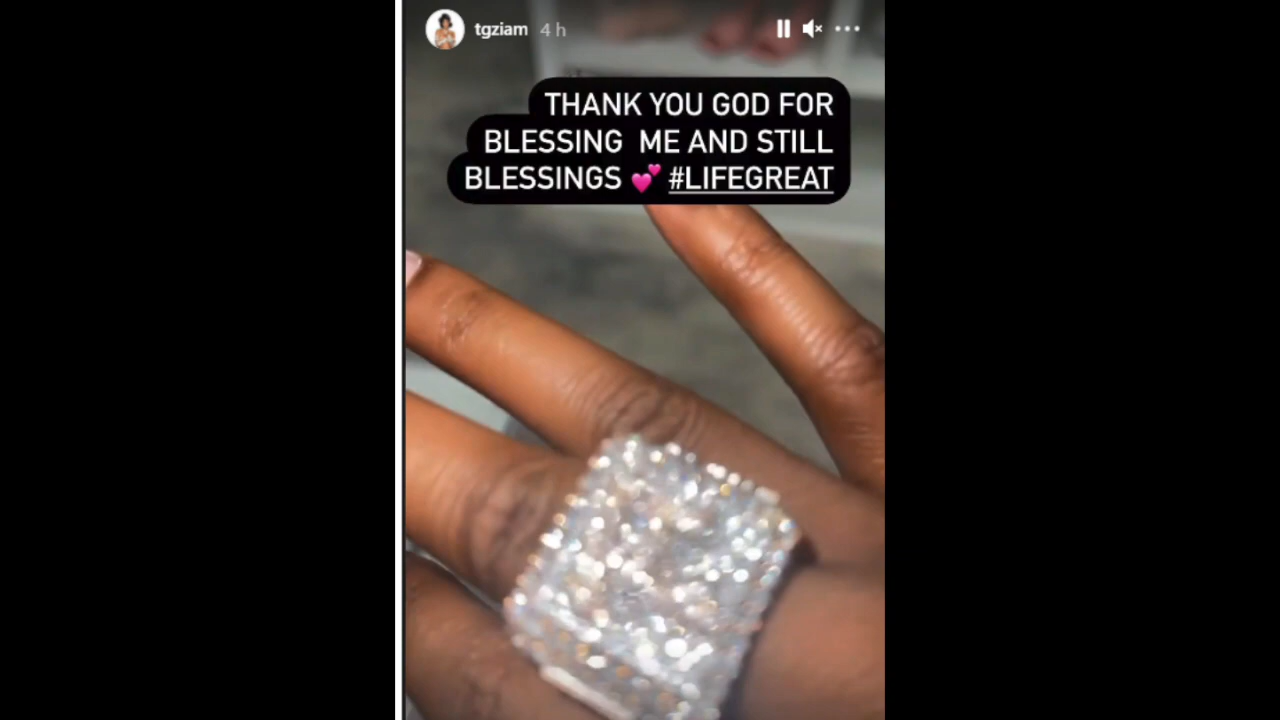 tgziam 4 h
THANK YOU GOD FOR
BLESSING ME AND STILL
BLESSINGS 💕 #LIFEGREAT